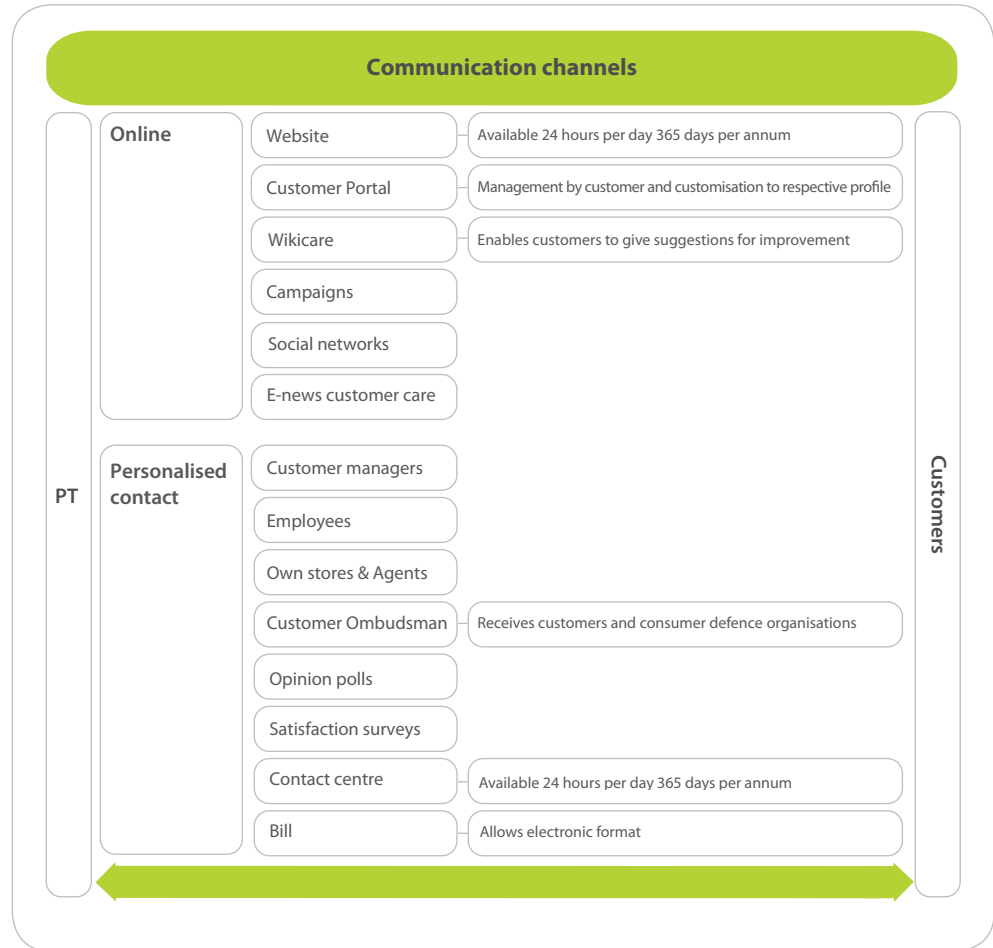 Communication channels
PT
Online
Website
Available 24 hours per day 365 days per annum
Customer Portal
Management by customer and customisation to respective profile
Wikicare
Enables customers to give suggestions for improvement
Campaigns
Social networks
E-news customer care
Personalised
contact
Customer managers
Employees
Own stores & Agents
Customer Ombudsman
Receives customers and consumer defence organisations
Opinion polls
Satisfaction surveys
Contact centre
Available 24 hours per day 365 days per annum
Bill
Allows electronic format
Customers